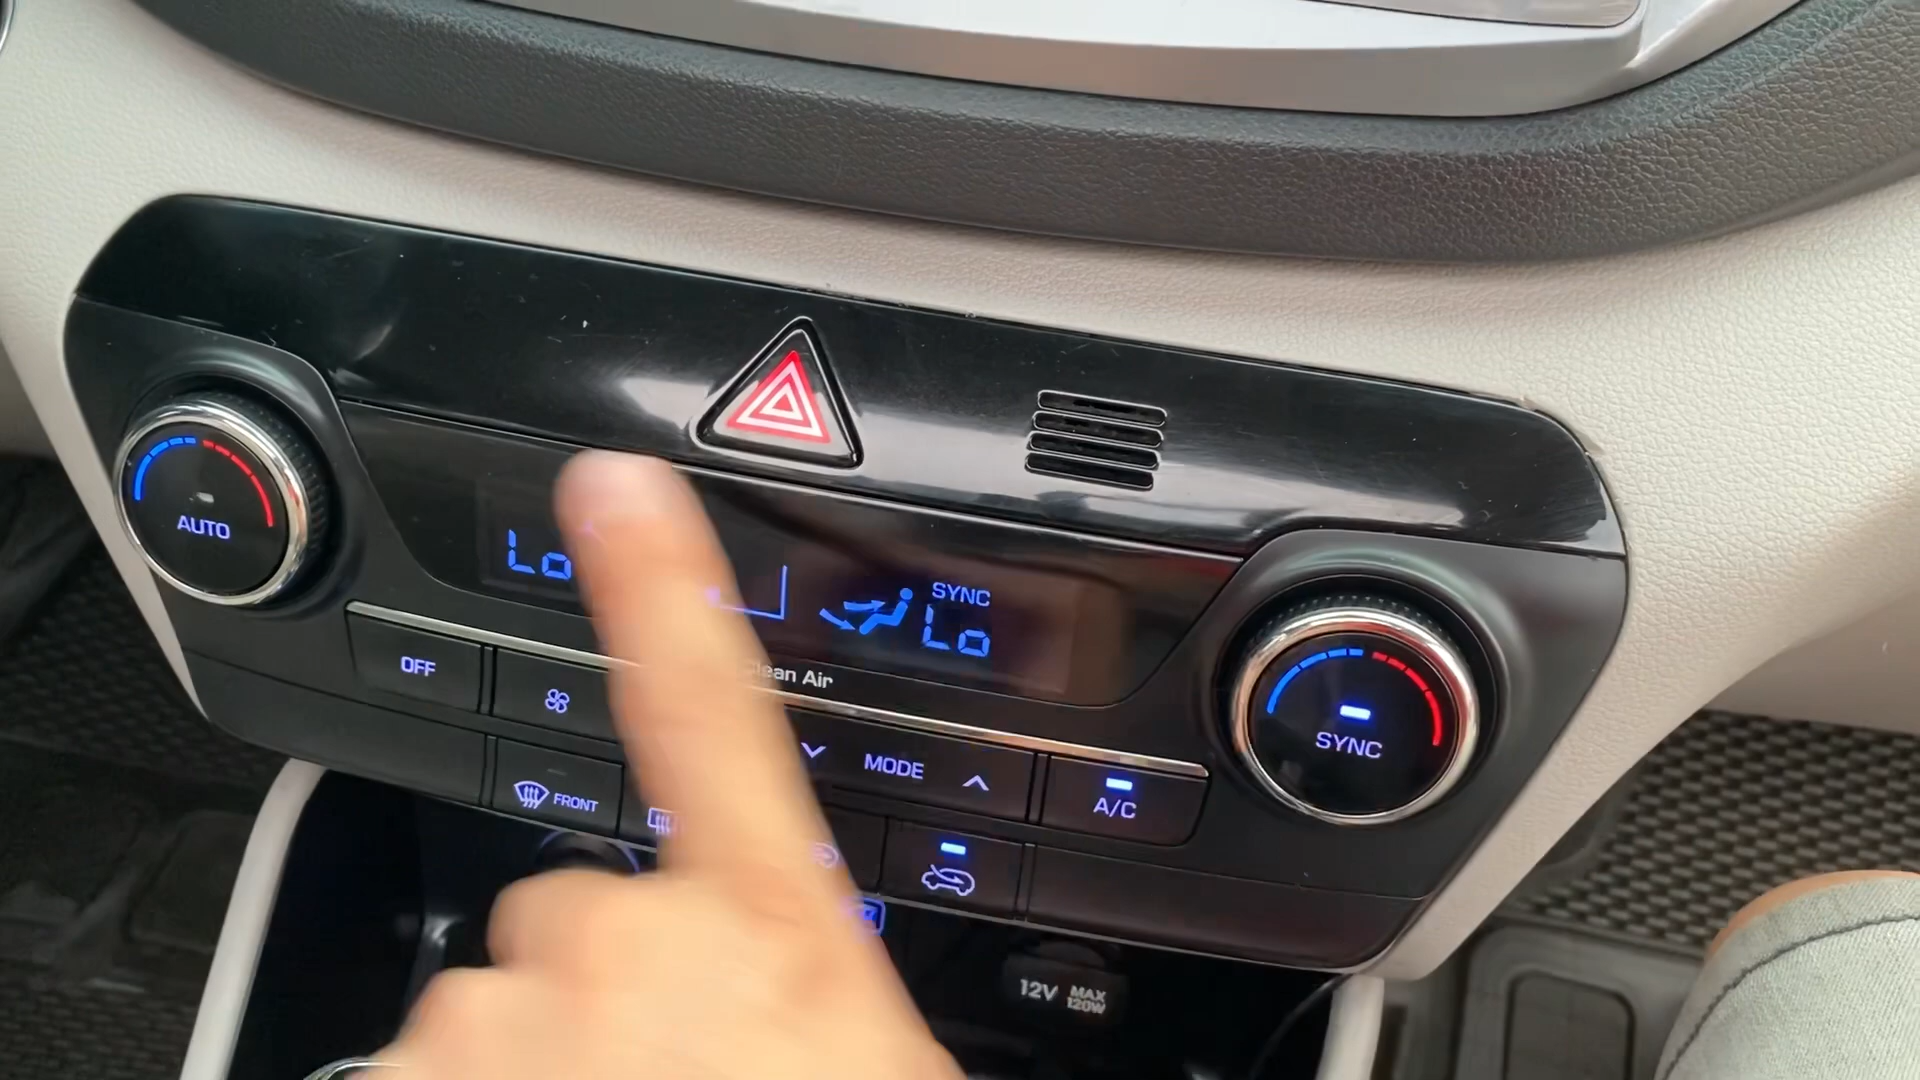 AUTO
Lo
SYNC
Lo
Clean Air
OFF
MODE
A/C
SYNC
FRONT
12V MAX
120W